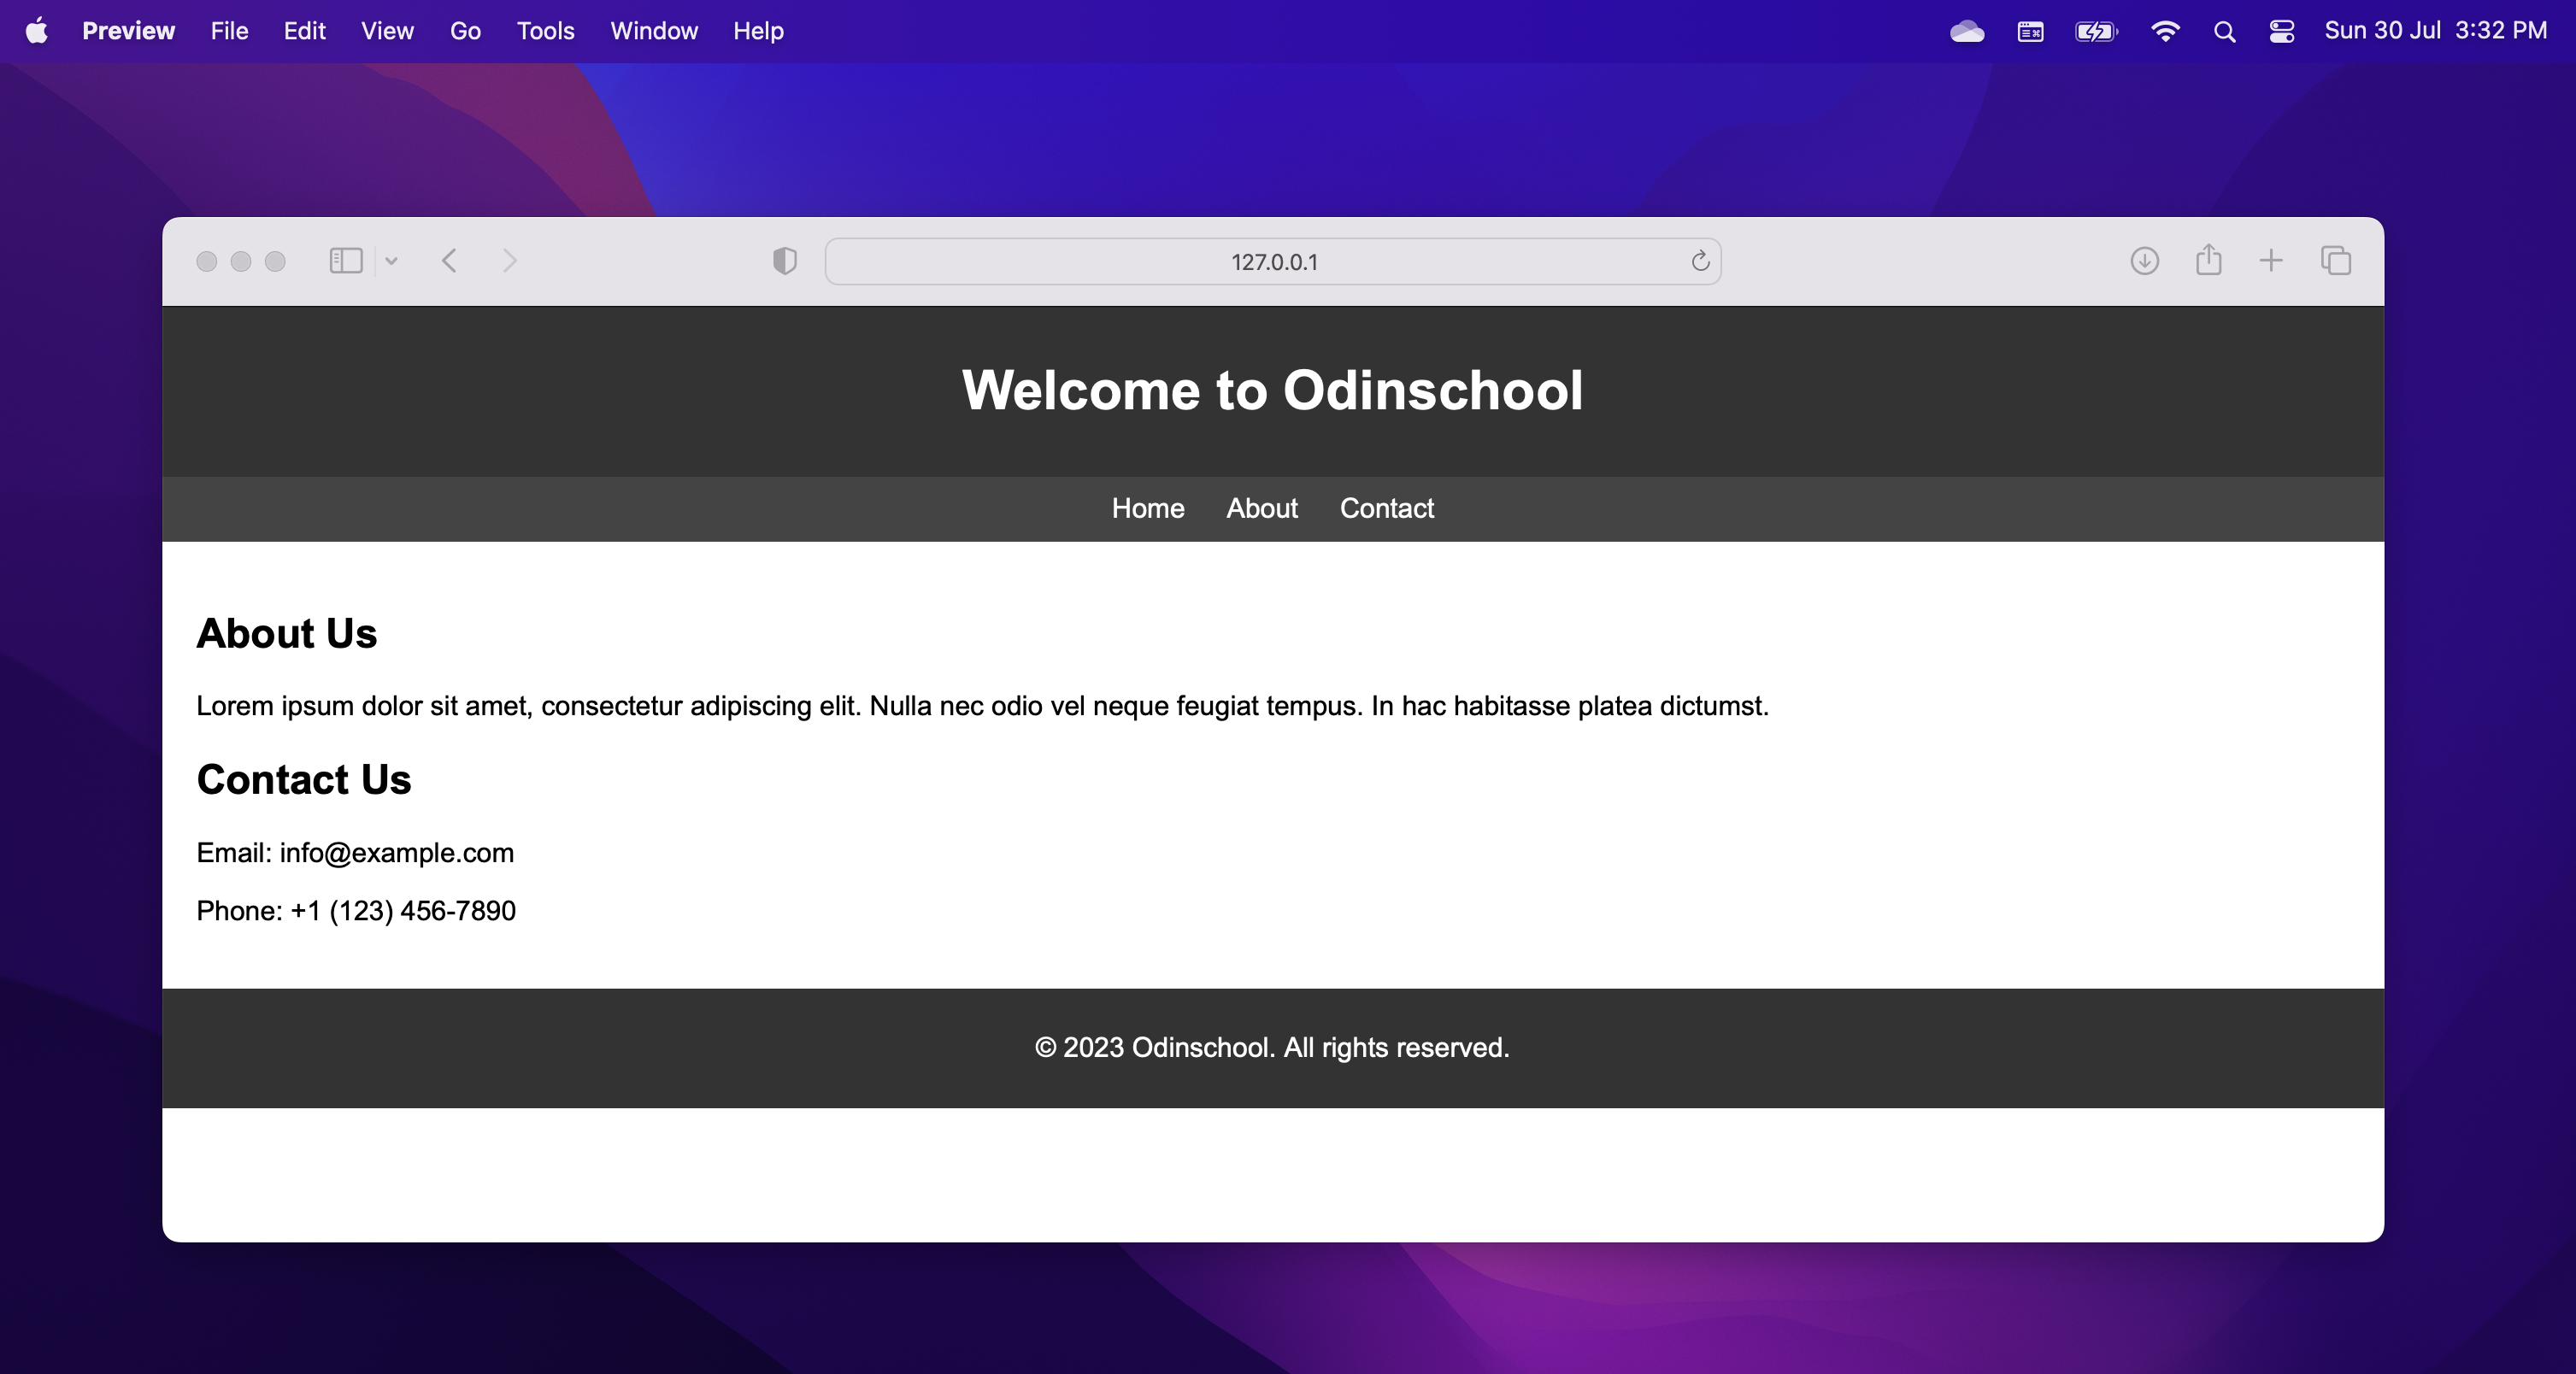 Preview File Edit View Go Tools Window Help Sun 30 Jul 3:32 PM
127.0.0.1
Welcome to Odinschool
Home About Contact
About Us
Lorem ipsum dolor sit amet, consectetur adipiscing elit. Nulla nec odio vel neque feugiat tempus. In hac habitasse platea dictumst.
Contact Us
Email: info@example.com
Phone: +1 (123) 456-7890
© 2023 Odinschool. All rights reserved.